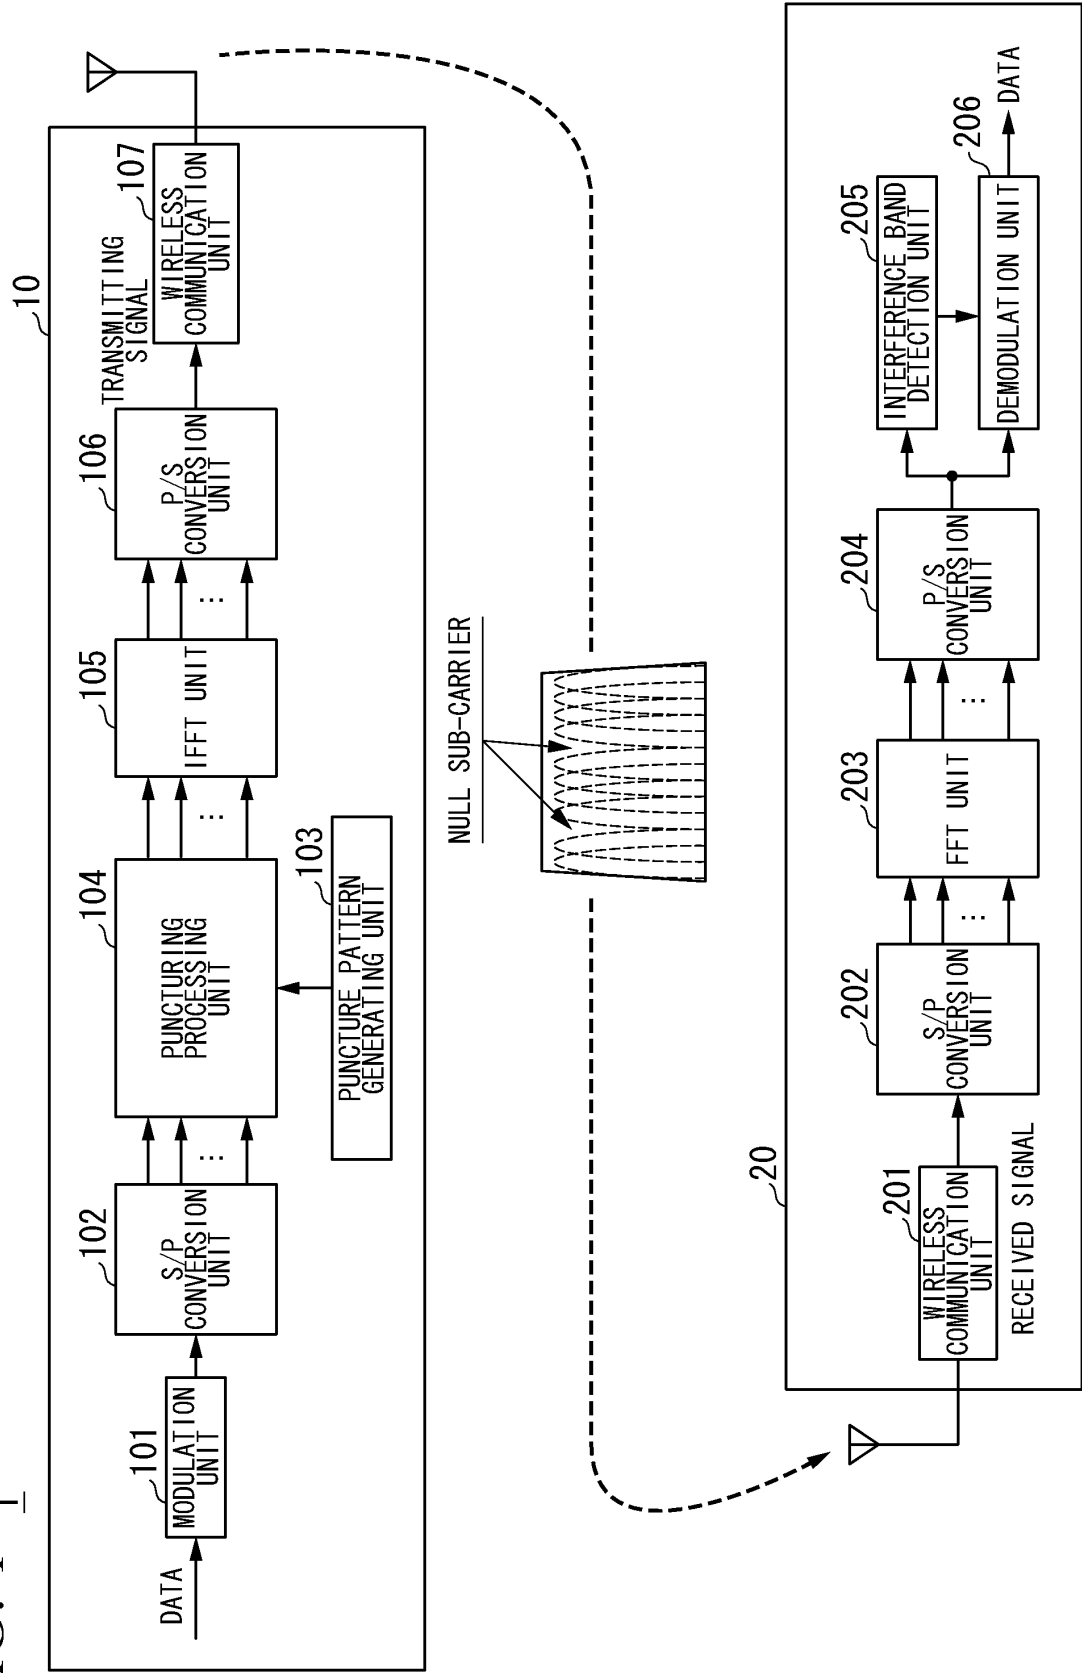 1
10
DATA
101
MODULATION
UNIT
102
S/P
CONVERSION
UNIT
104
PUNCTURING
PROCESSING
UNIT
103
PUNCTURE PATTERN
GENERATING UNIT
105
IFFT UNIT
106
P/S
CONVERSION
UNIT
TRANSMITTING
SIGNAL
107
WIRELESS
COMMUNICATION
UNIT
NULL SUB-CARRIER
20
201
WIRELESS
COMMUNICATION
UNIT
RECEIVED SIGNAL
202
S/P
CONVERSION
UNIT
203
FFT UNIT
204
P/S
CONVERSION
UNIT
205
INTERFERENCE BAND
DETECTION UNIT
206
DEMODULATION UNIT
DATA